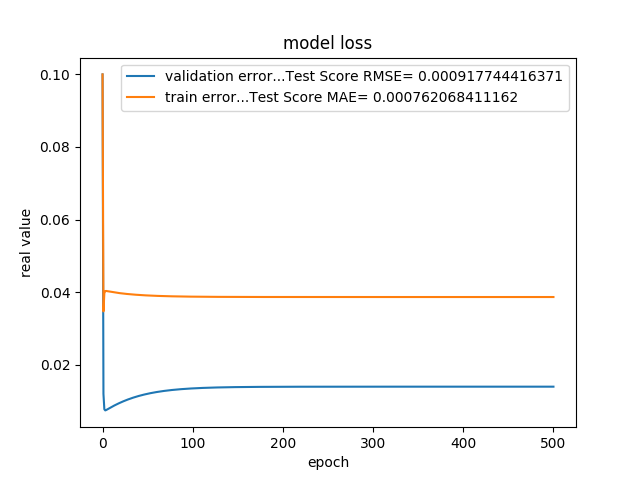 model loss
validation error...Test Score RMSE= 0.000917744416371
train error...Test Score MAE= 0.000762068411162
0.10
0.08
0.06
0.04
0.02
real value
0
100
200
300
400
500
epoch